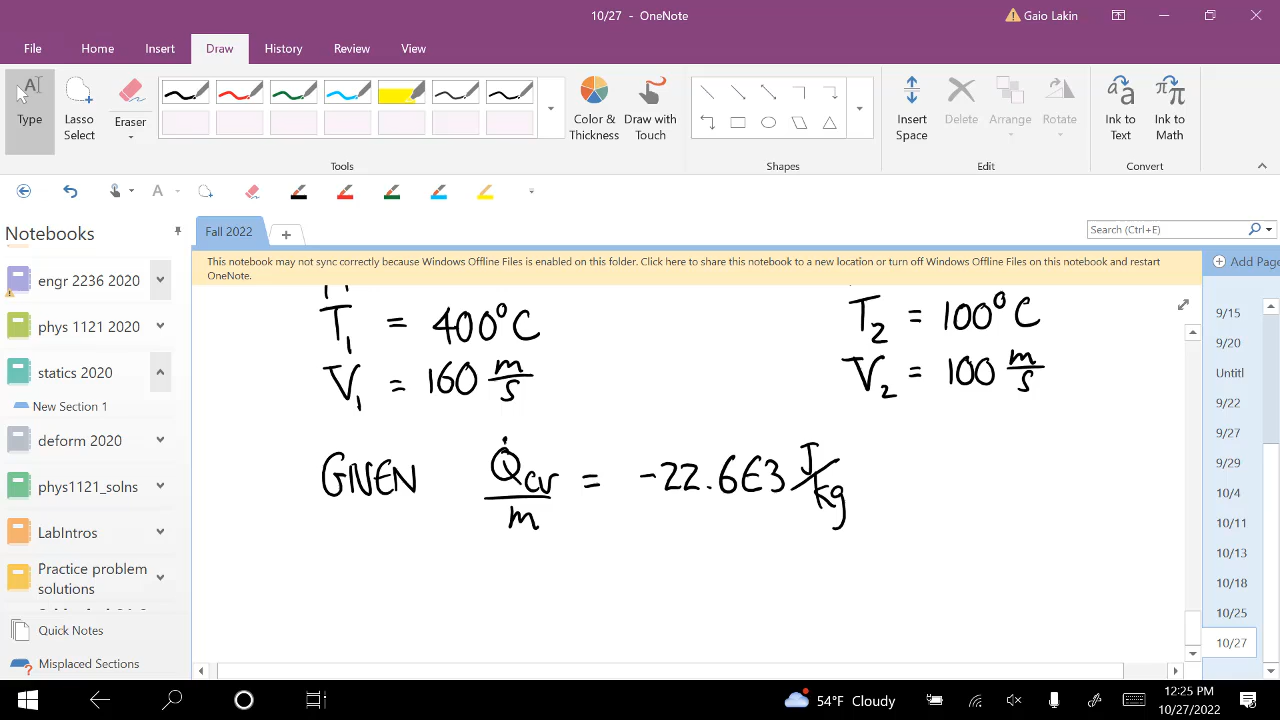 10/27 - OneNote
Gaio Lakin
File Home Insert Draw History Review View
Type
Lasso Select
Eraser
Color & Thickness
Draw with Touch
Insert Space
Delete
Arrange
Rotate
Ink to Text
Ink to Math
Tools
Shapes
Edit
Convert
Notebooks
Fall 2022
Search (Ctrl+E)
This notebook may not sync correctly because Windows Offline Files is enabled on this folder. Click here to share this notebook to a new location or turn off Windows Offline Files on this notebook and restart
OneNote.
Add Page
engr 2236 2020
phys 1121 2020
statics 2020
New Section 1
deform 2020
phys1121_solns
LabWindows
Practice problem
solutions
Quick Notes
Misplaced Sections
T₁ = 400°C
V₁ = 160 m/s
T₂ = 100°C
V₂ = 100 m/s
GIVEN Q̇cv/m = -22.6E3 J/kg
9/15
9/20
Untitl
9/22
9/27
9/29
10/4
10/11
10/13
10/18
10/25
10/27
54°F Cloudy
12:25 PM
10/27/2022